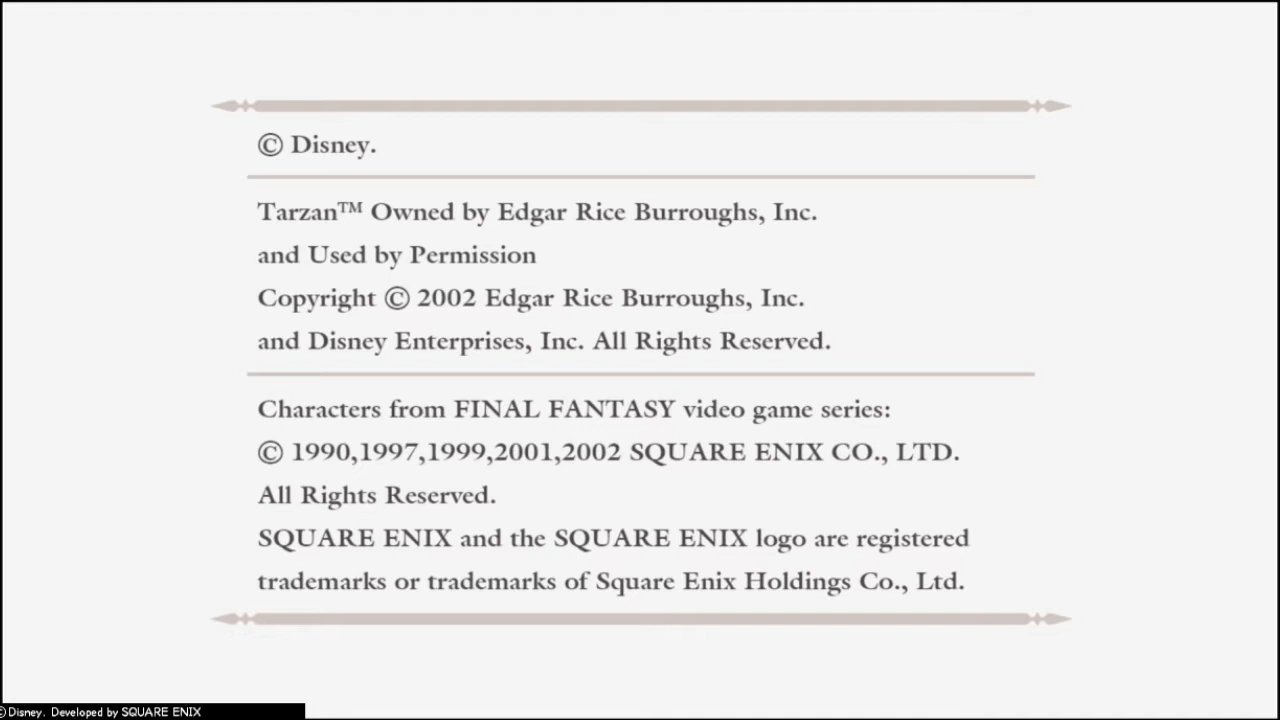 © Disney.
Tarzan™ Owned by Edgar Rice Burroughs, Inc.
and Used by Permission
Copyright © 2002 Edgar Rice Burroughs, Inc.
and Disney Enterprises, Inc. All Rights Reserved.
Characters from FINAL FANTASY video game series:
© 1990,1997,1999,2001,2002 SQUARE ENIX CO., LTD.
All Rights Reserved.
SQUARE ENIX and the SQUARE ENIX logo are registered
trademarks or trademarks of Square Enix Holdings Co., Ltd.
© Disney. Developed by SQUARE ENIX